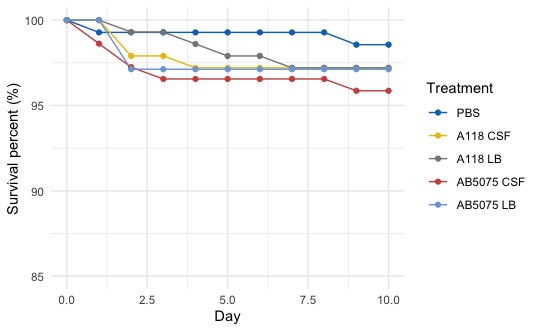 Survival percent (%)
100
95
90
85
0.0
2.5
5.0
7.5
10.0
Day
Treatment
PBS
A118 CSF
A118 LB
AB5075 CSF
AB5075 LB